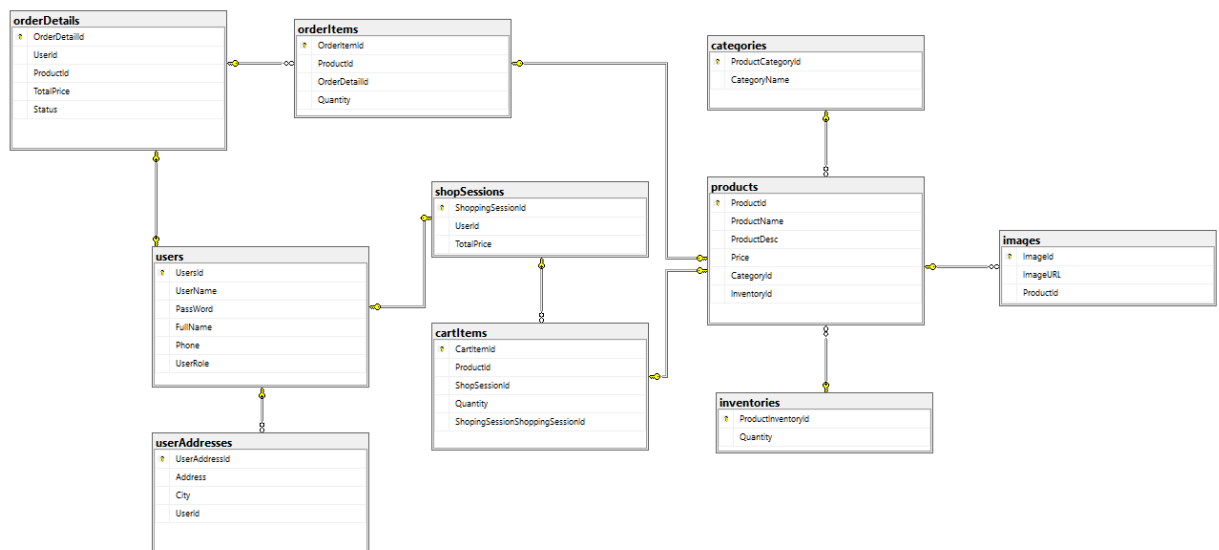 orderDetails
OrderDetailId
UserId
ProductId
TotalPrice
Status
orderItems
OrderItemId
ProductId
OrderDetailId
Quantity
categories
ProductCategoryId
CategoryName
shopSessions
ShoppingSessionId
UserId
TotalPrice
products
ProductId
ProductName
ProductDesc
Price
CategoryId
InventoryId
images
ImageId
ImageURL
ProductId
users
UsersId
UserName
PassWord
FullName
Phone
UserRole
cartItems
CartItemId
ProductId
ShopSessionId
Quantity
ShopingSessionShoppingSessionId
inventories
ProductInventoryId
Quantity
userAddresses
UserAddressId
Address
City
UserId